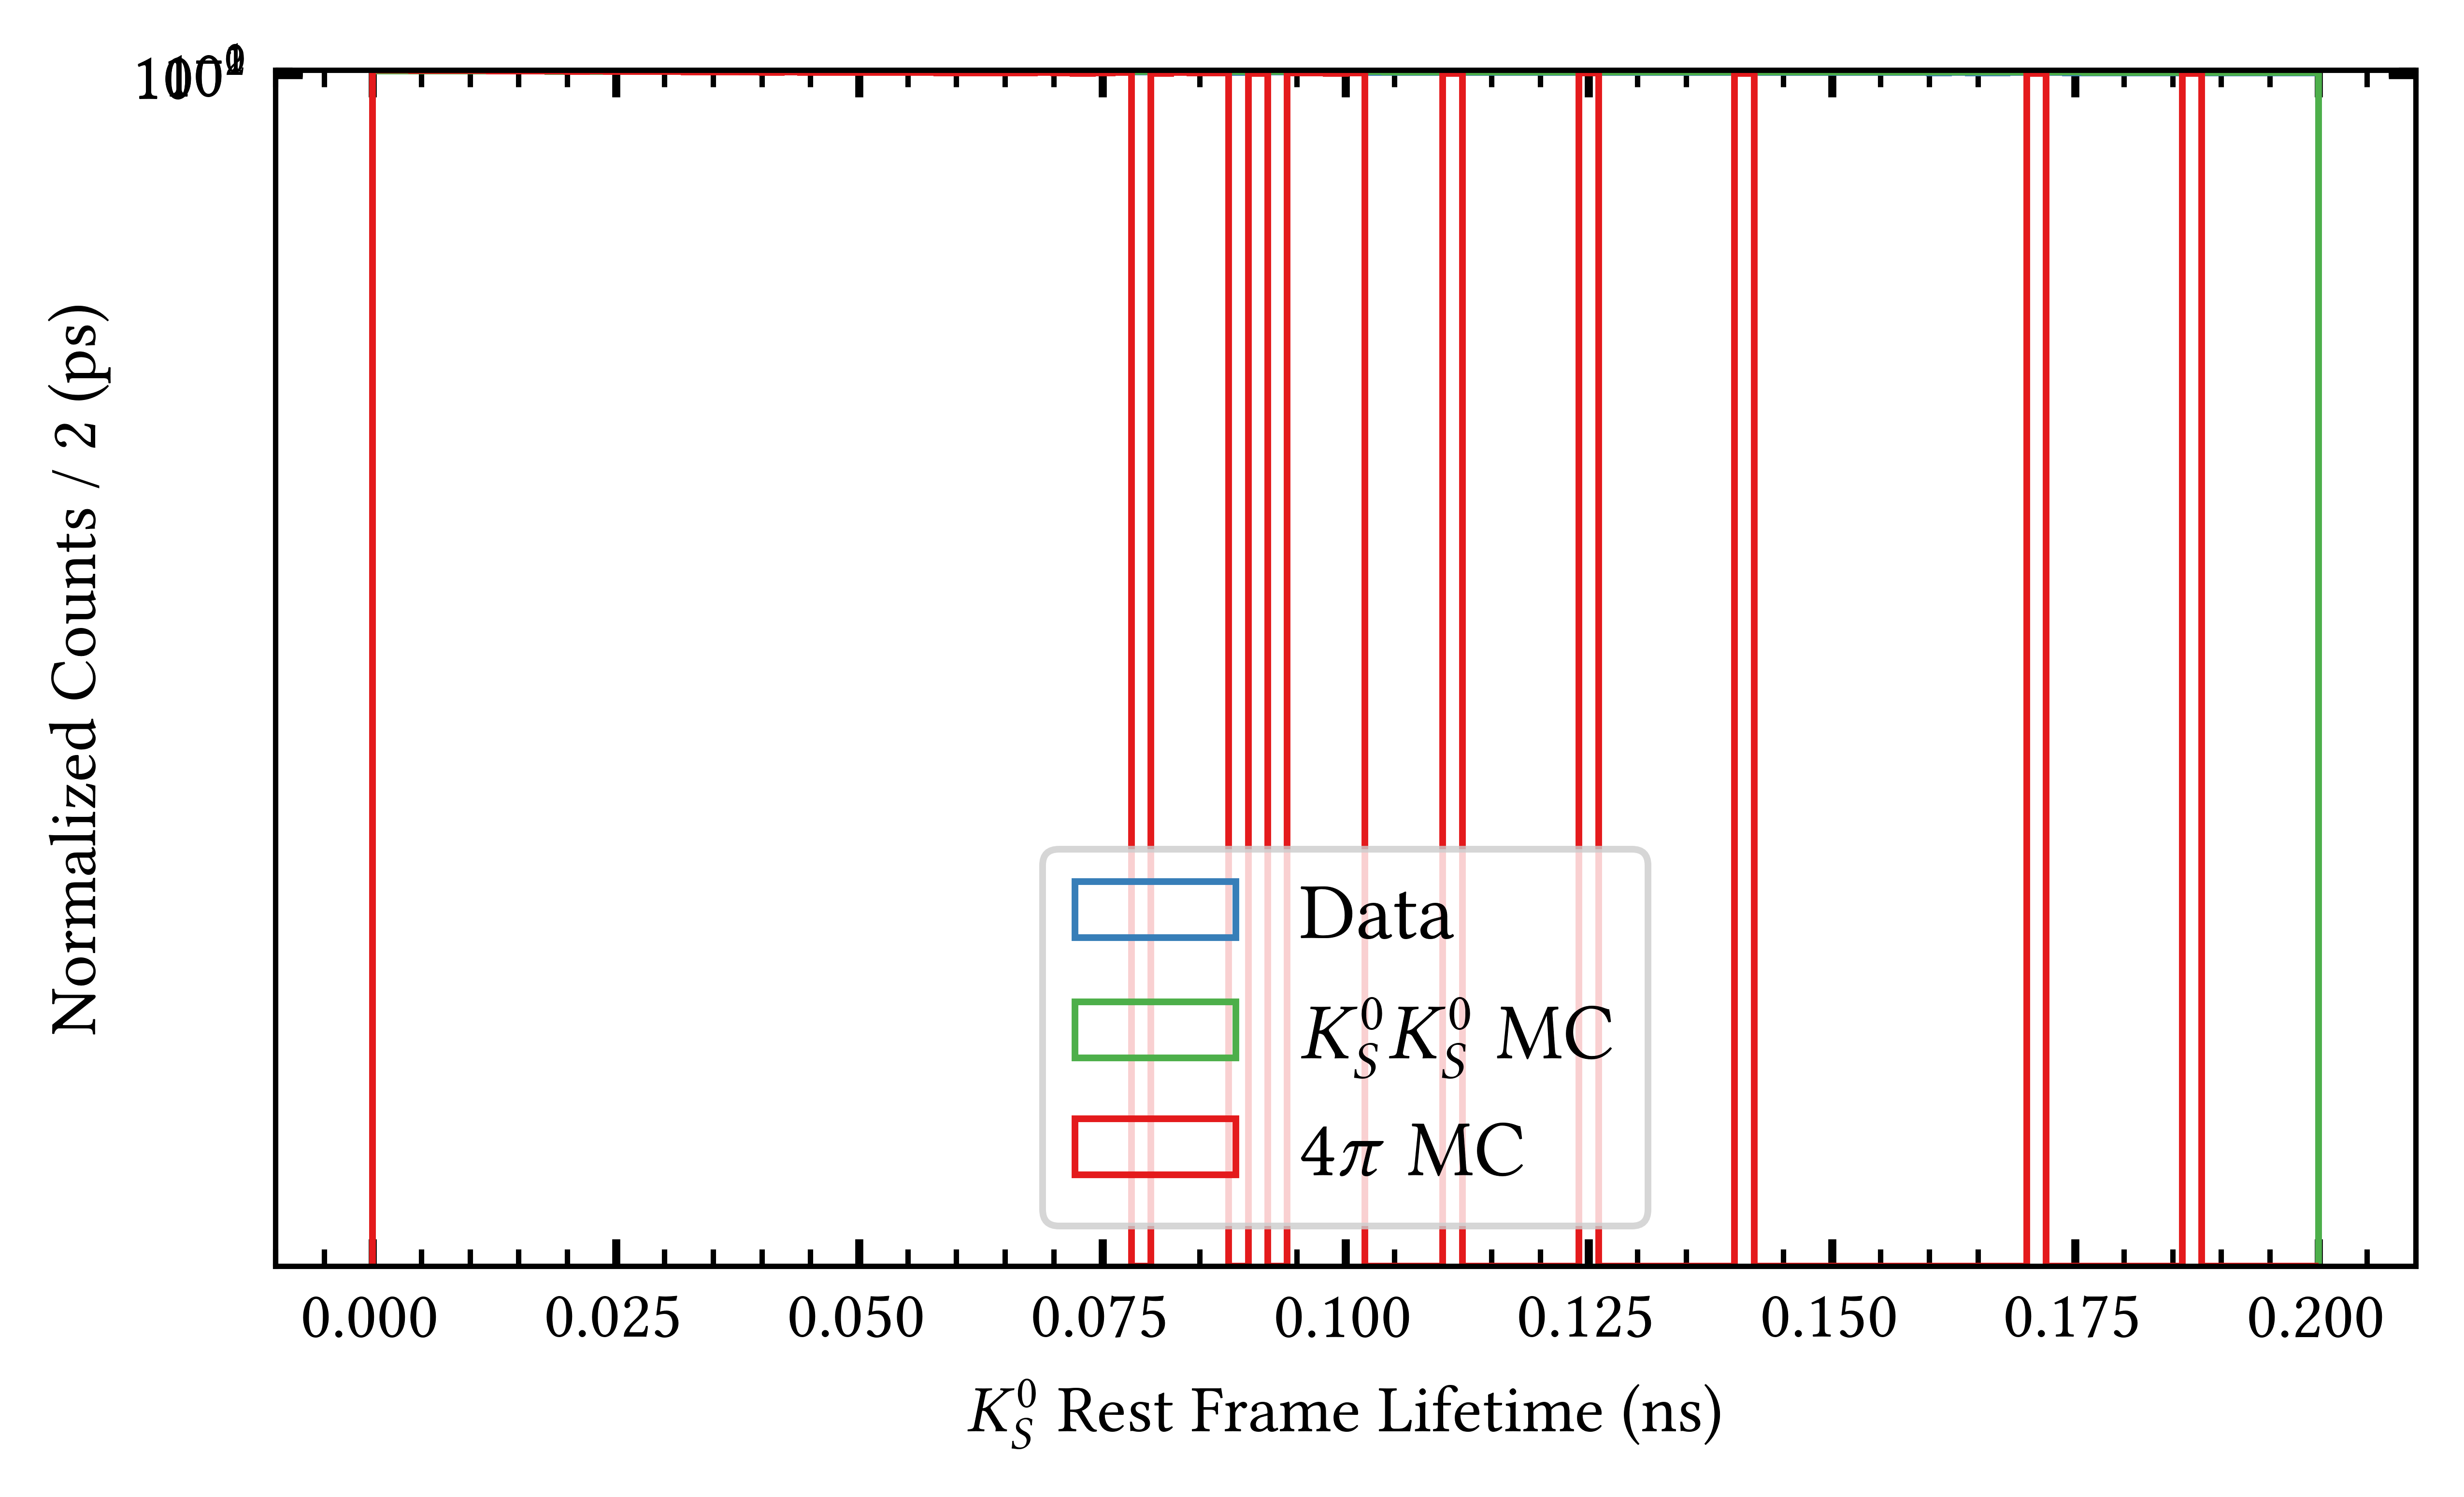 Normalized Counts / 2 (ps)
Data
$K_S^0 K_S^0$ MC
$4\pi$ MC
0.000 0.025 0.050 0.075 0.100 0.125 0.150 0.175 0.200
$K_S^0$ Rest Frame Lifetime (ns)